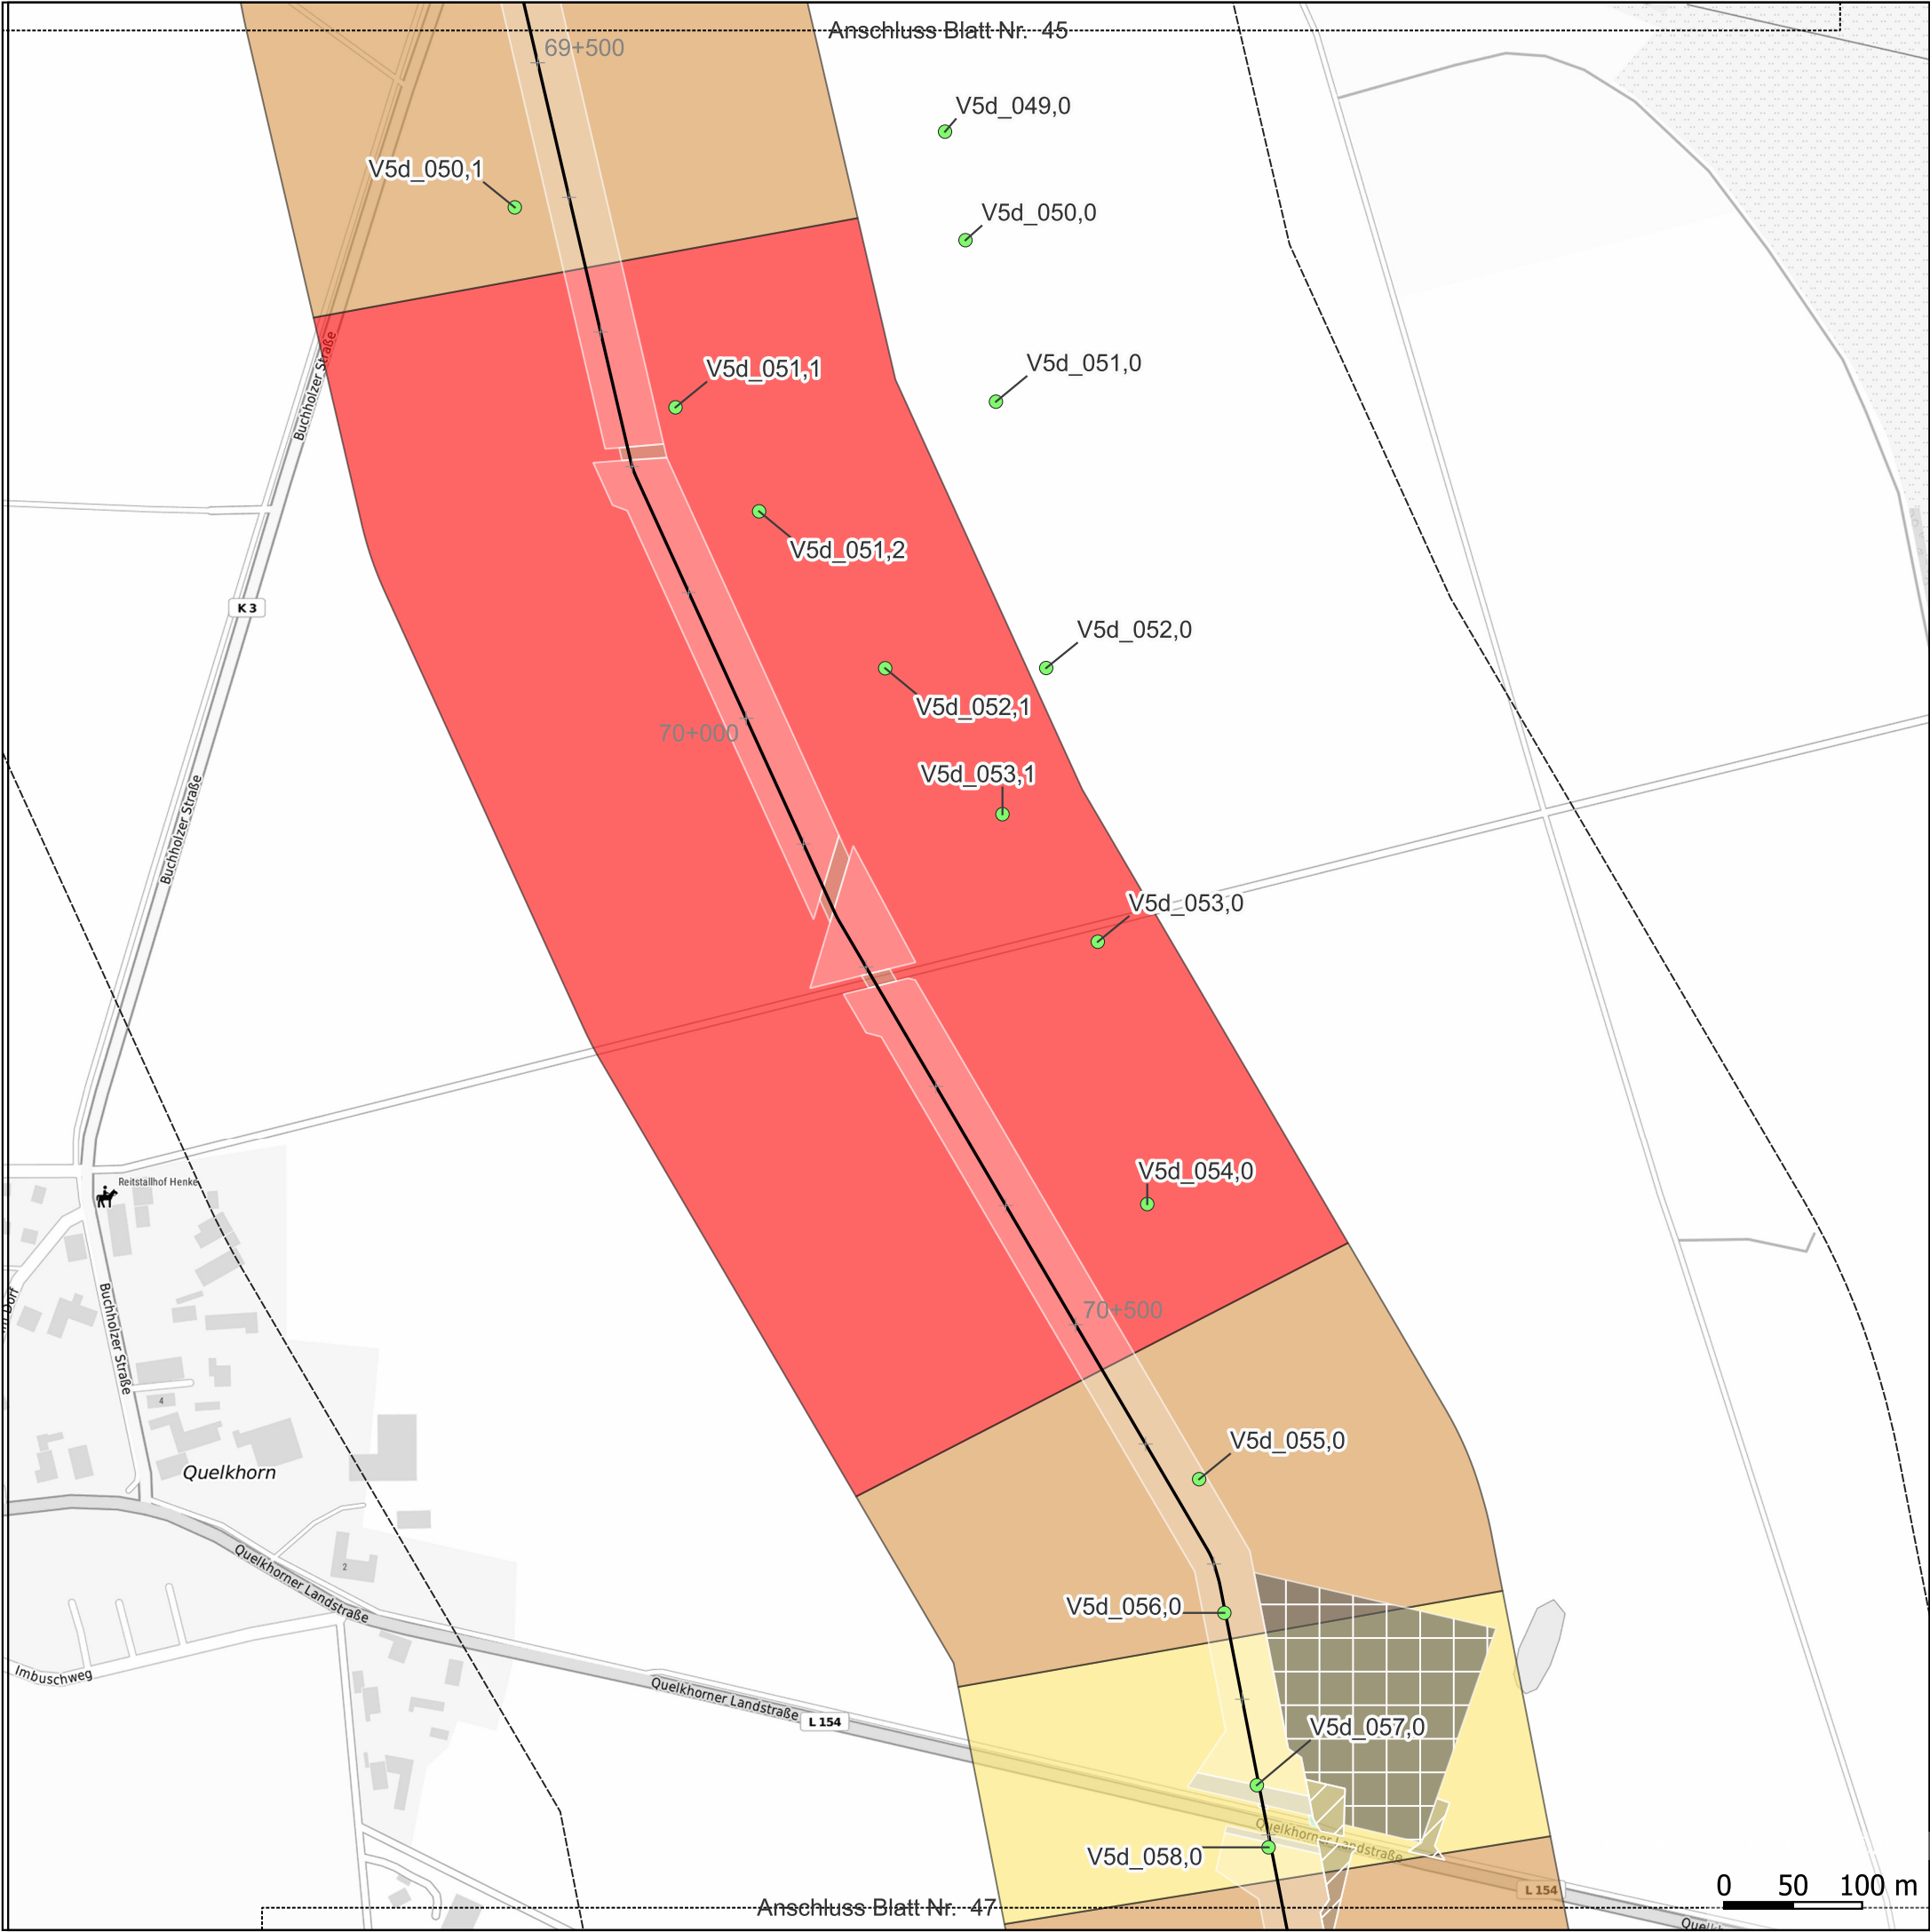 Anschluss Blatt Nr. 45
69+500
V5d_049,0
V5d_050,1
V5d_050,0
Buchholzer Straße
V5d_051,1
V5d_051,0
V5d_051,2
K 3
V5d_052,0
V5d_052,1
70+000
V5d_053,1
Buchholzer Straße
V5d_053,0
V5d_054,0
Reitstallhof Henke
Dorf
Buchholzer Straße
70+500
4
V5d_055,0
Quelkhorn
2
Quelkhorner Landstraße
V5d_056,0
Imbuschweg
Quelkhorner Landstraße
L 154
V5d_057,0
Quelkhorner Landstraße
V5d_058,0
L 154
0 50 100 m
Anschluss Blatt Nr. 47